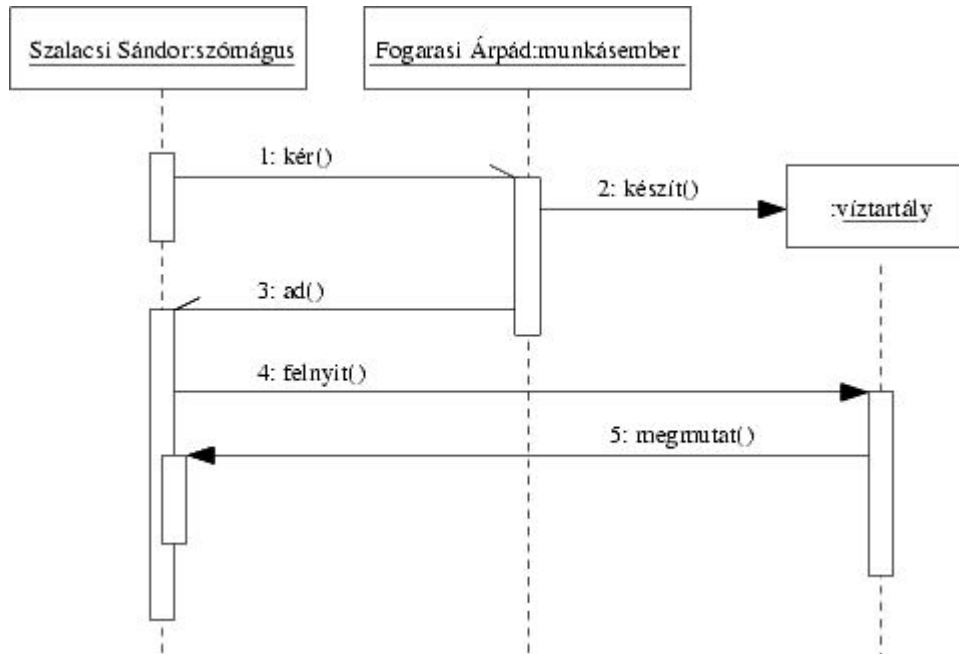 Szalacsi Sándor:szómágus
Fogarasi Árpád:munkásember
1: kér()
2: készít()
:víztartály
3: ad()
4: felnyit()
5: megmutat()